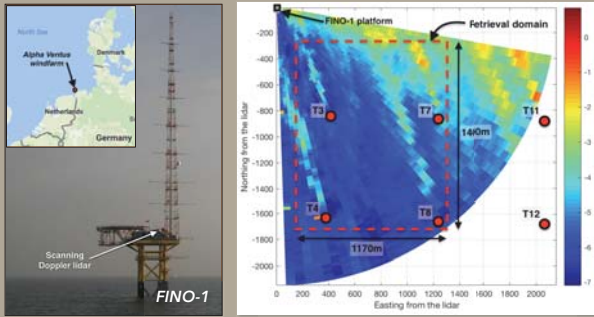 North Sea
Denmark
Alpha Ventus
windfarm
Netherlands
Germany
Scanning
Doppler lidar
FINO-1
FINO-1 platform
Fetrieval domain
T3
T7
T11
T4
T8
T12
1170m
Northing from the lidar
0
-200
-400
-600
-800
-1000
-1200
-1400
-1600
-1800
-2000
0 200 400 600 800 1000 1200 1400 1600 1800 2000
Easting from the lidar
0
-1
-2
-3
-4
-5
-6
-7